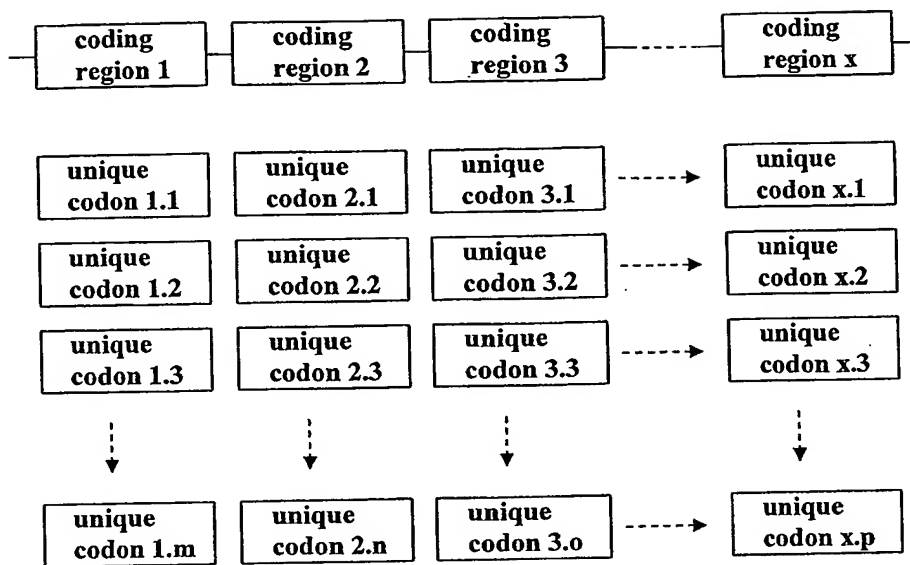 coding
region 1
coding
region 2
coding
region 3
coding
region x
unique
codon 1.1
unique
codon 2.1
unique
codon 3.1
unique
codon x.1
unique
codon 1.2
unique
codon 2.2
unique
codon 3.2
unique
codon x.2
unique
codon 1.3
unique
codon 2.3
unique
codon 3.3
unique
codon x.3
unique
codon 1.m
unique
codon 2.n
unique
codon 3.o
unique
codon x.p